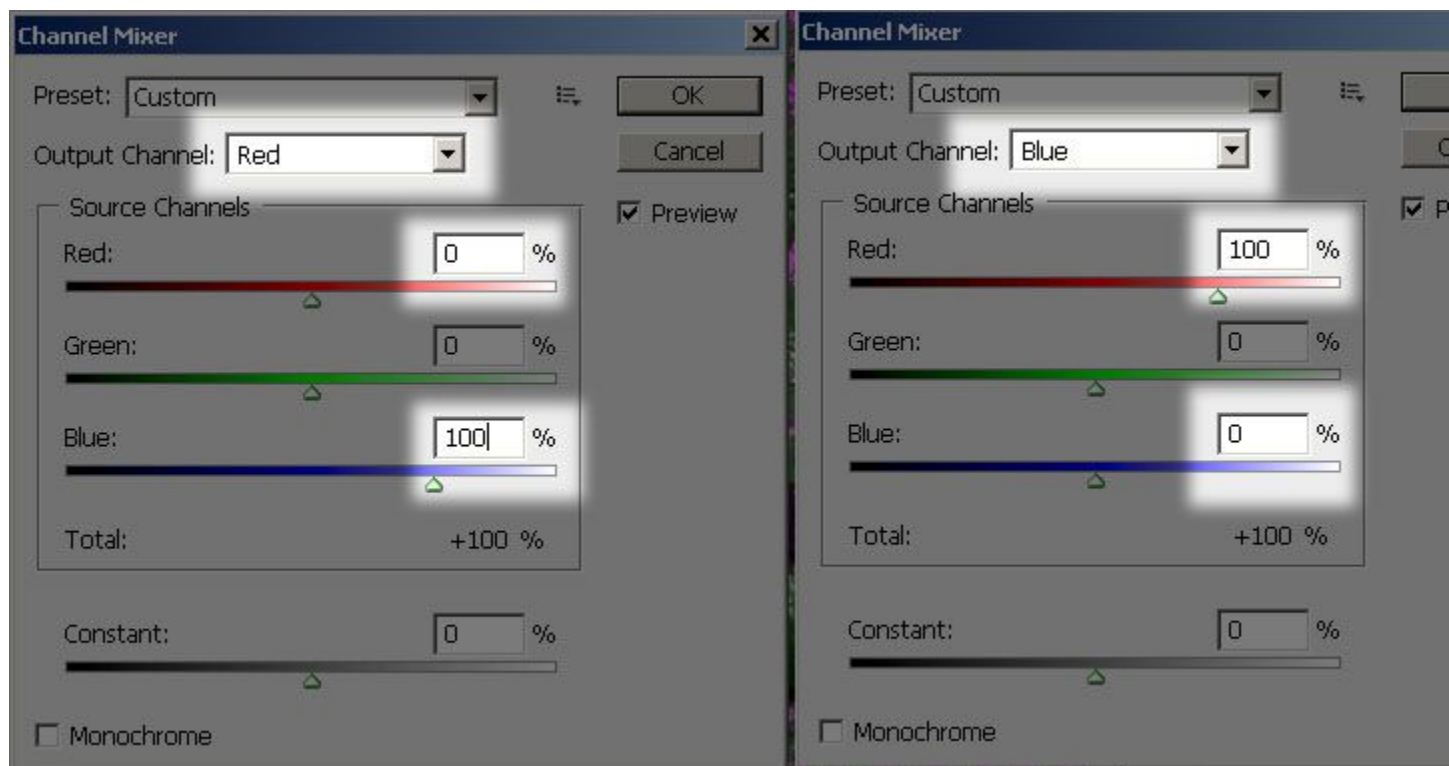 Channel Mixer
Preset: Custom
OK
Output Channel: Red
Cancel
Source Channels
Preview
Red: 0 %
Green: 0 %
Blue: 100 %
Total: +100 %
Constant: 0 %
Monochrome
Channel Mixer
Preset: Custom
Output Channel: Blue
Source Channels
Red: 100 %
Green: 0 %
Blue: 0 %
Total: +100 %
Constant: 0 %
Monochrome